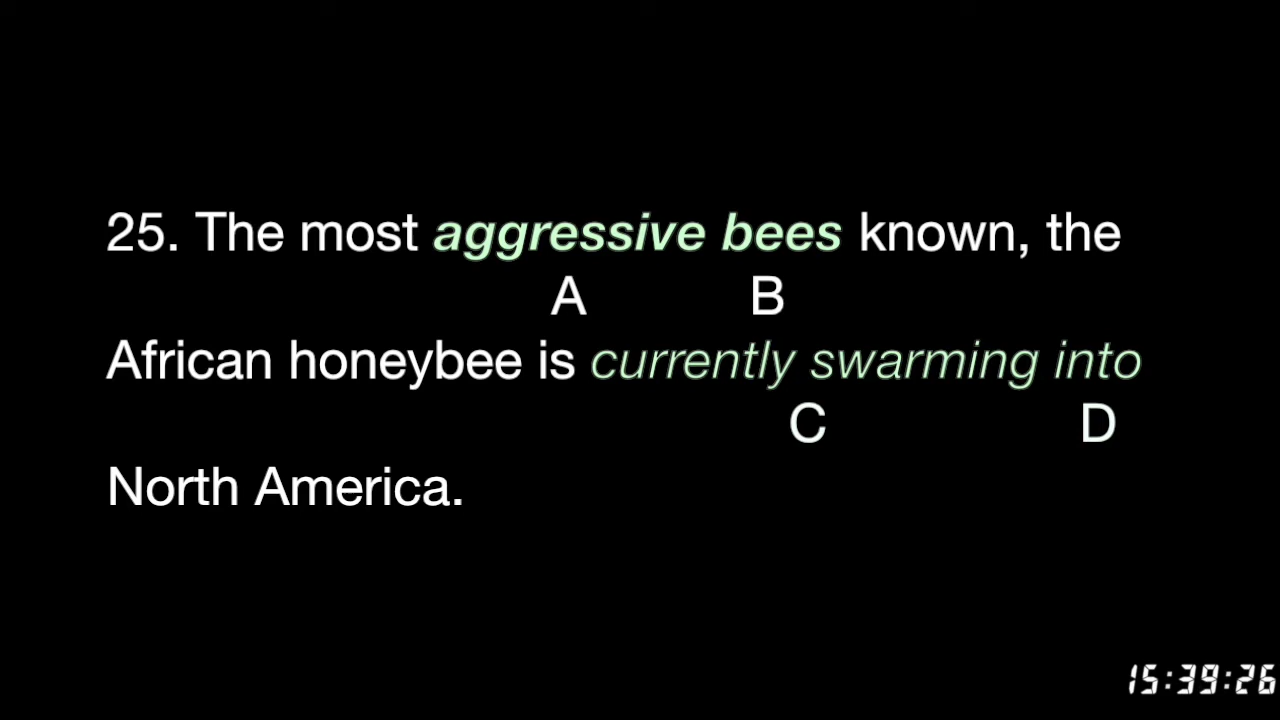 25. The most aggressive bees known, the
A B
African honeybee is currently swarming into
C D
North America.
15:39:26